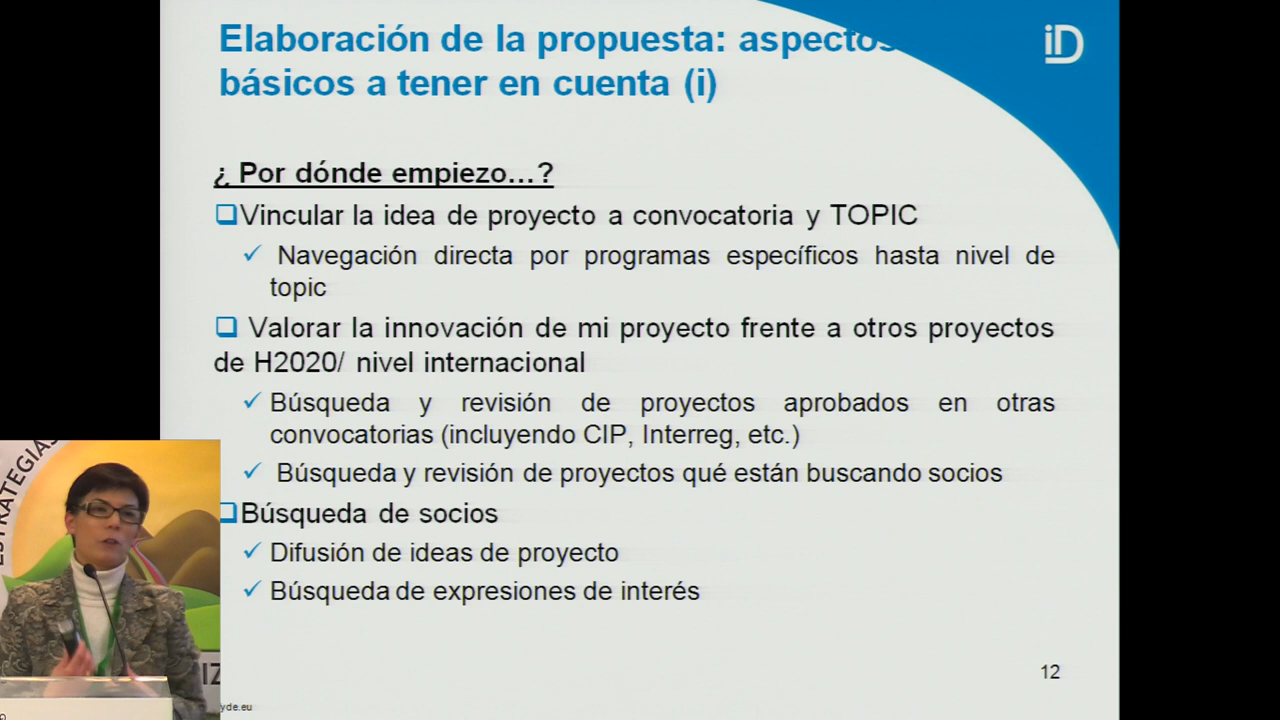 Elaboración de la propuesta: aspectos
básicos a tener en cuenta (i)
iD
¿ Por dónde empiezo…?
Vincular la idea de proyecto a convocatoria y TOPIC
Navegación directa por programas específicos hasta nivel de
topic
Valorar la innovación de mi proyecto frente a otros proyectos
de H2020/ nivel internacional
Búsqueda y revisión de proyectos aprobados en otras
convocatorias (incluyendo CIP, Interreg, etc.)
Búsqueda y revisión de proyectos qué están buscando socios
Búsqueda de socios
Difusión de ideas de proyecto
Búsqueda de expresiones de interés
12
yde.eu
ESTRATEGIAS
IZ